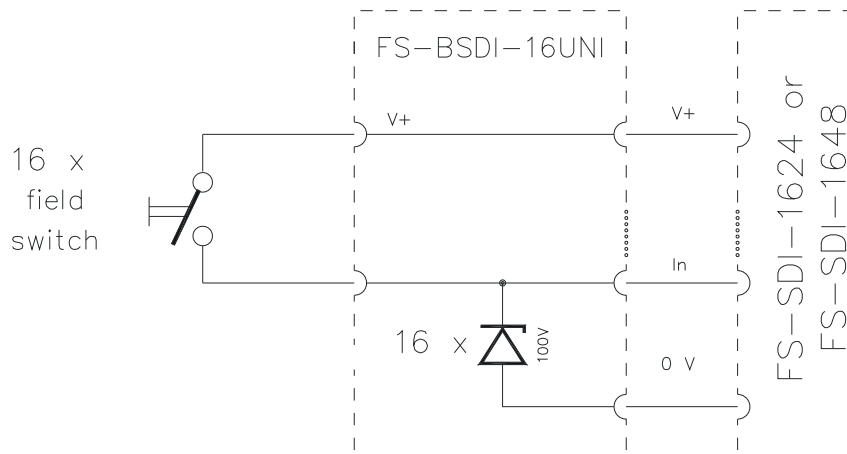 FS-BSDI-16UNI
V+
V+
16 x
field
switch
In
16 x
100V
0 V
FS-SDI-1624 or
FS-SDI-1648